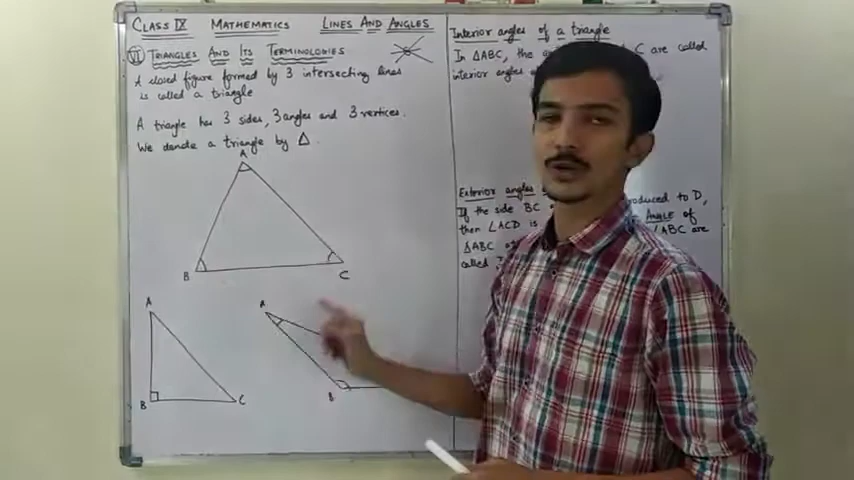 CLASS IX MATHEMATICS LINES AND ANGLES
VI TRIANGLES AND ITS TERMINOLOGIES
A closed figure formed by 3 intersecting lines
is called a triangle
A triangle has 3 sides, 3 angles and 3 vertices.
We denote a triangle by Δ.
A
B
C
A
B
C
A
B
Interior angles of a triangle
In ΔABC, the C are called
interior angles
Exterior angles
If the side BC produced to D,
then ∠ACD is ANGLE of
ΔABC ∠ABC are
called